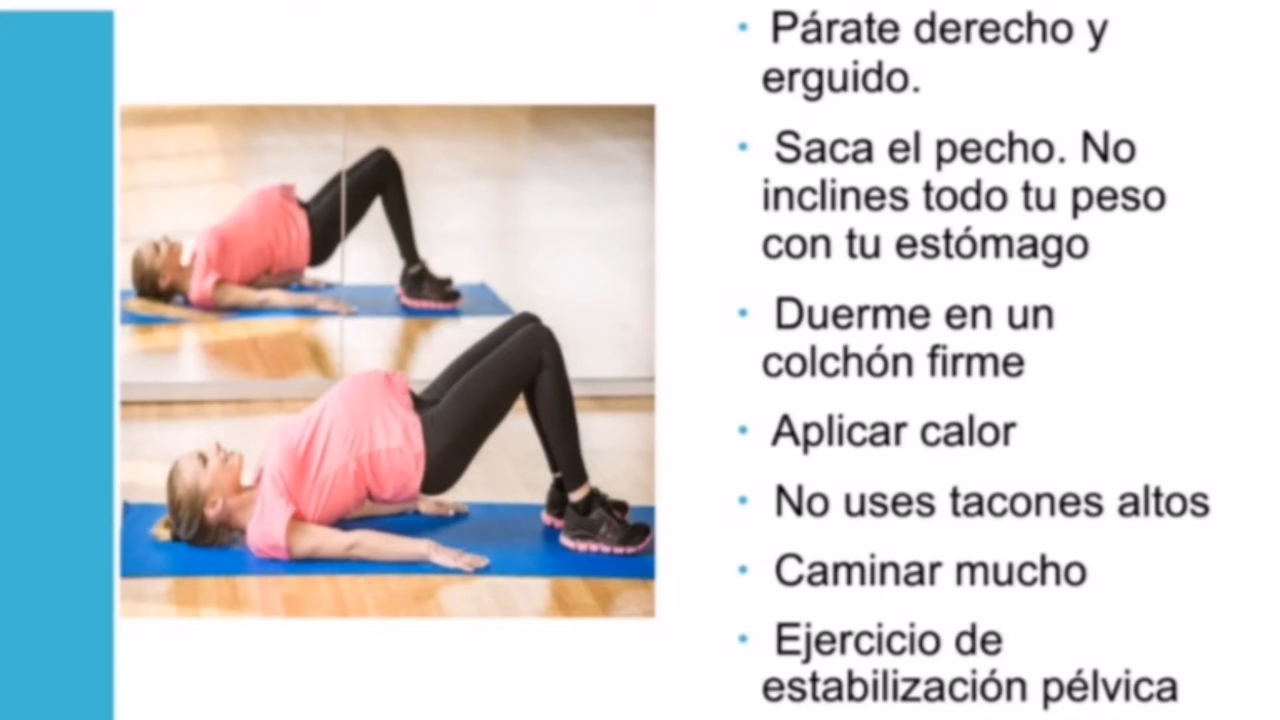 • Párate derecho y
erguido.
• Saca el pecho. No
inclines todo tu peso
con tu estómago
• Duerme en un
colchón firme
• Aplicar calor
• No uses tacones altos
• Caminar mucho
• Ejercicio de
estabilización pélvica